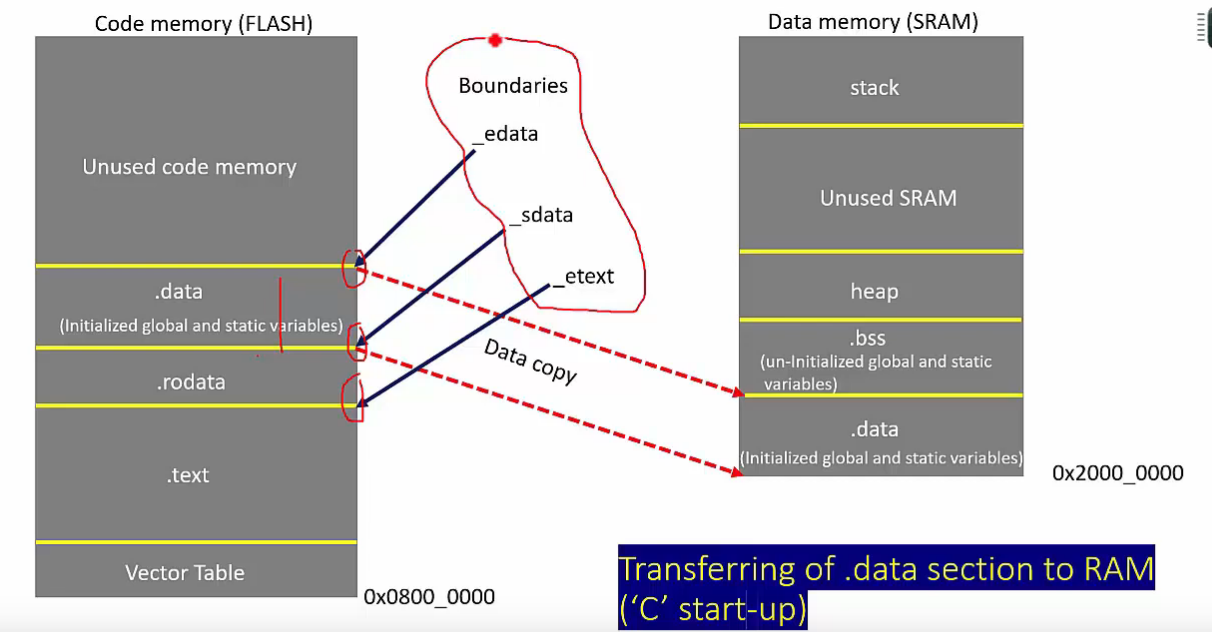 Code memory (FLASH)
Data memory (SRAM)
Unused code memory
.data
(Initialized global and static variables)
.rodata
.text
Vector Table
0x0800_0000
Boundaries
_edata
_sdata
_etext
Data copy
stack
Unused SRAM
heap
.bss
(un-Initialized global and static
variables)
.data
(Initialized global and static variables)
0x2000_0000
Transferring of .data section to RAM
(‘C’ start-up)